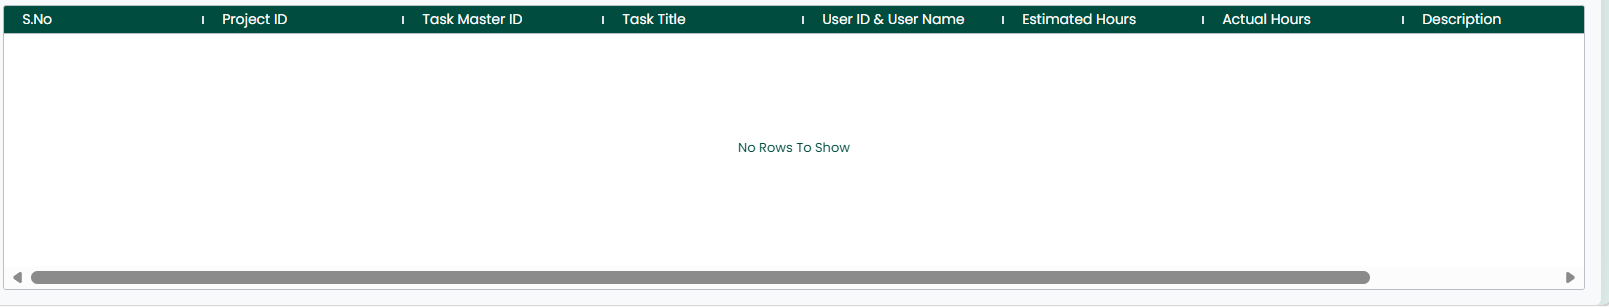 S.No Project ID Task Master ID Task Title User ID & User Name Estimated Hours Actual Hours Description
No Rows To Show